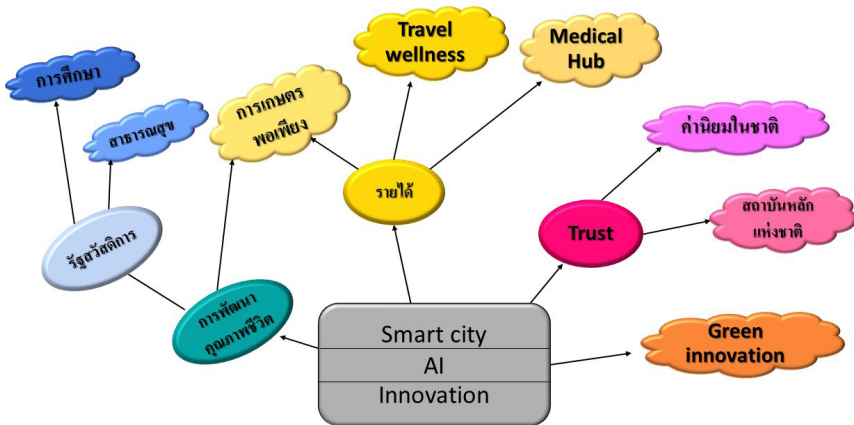 Travel
wellness
Medical
Hub
การศึกษา
การเกษตร
พอเพียง
สาธารณสุข
ค่านิยมในชาติ
รายได้
สถาบันหลัก
แห่งชาติ
Trust
รัฐสวัสดิการ
การพัฒนา
คุณภาพชีวิต
Smart city
AI
Innovation
Green
innovation